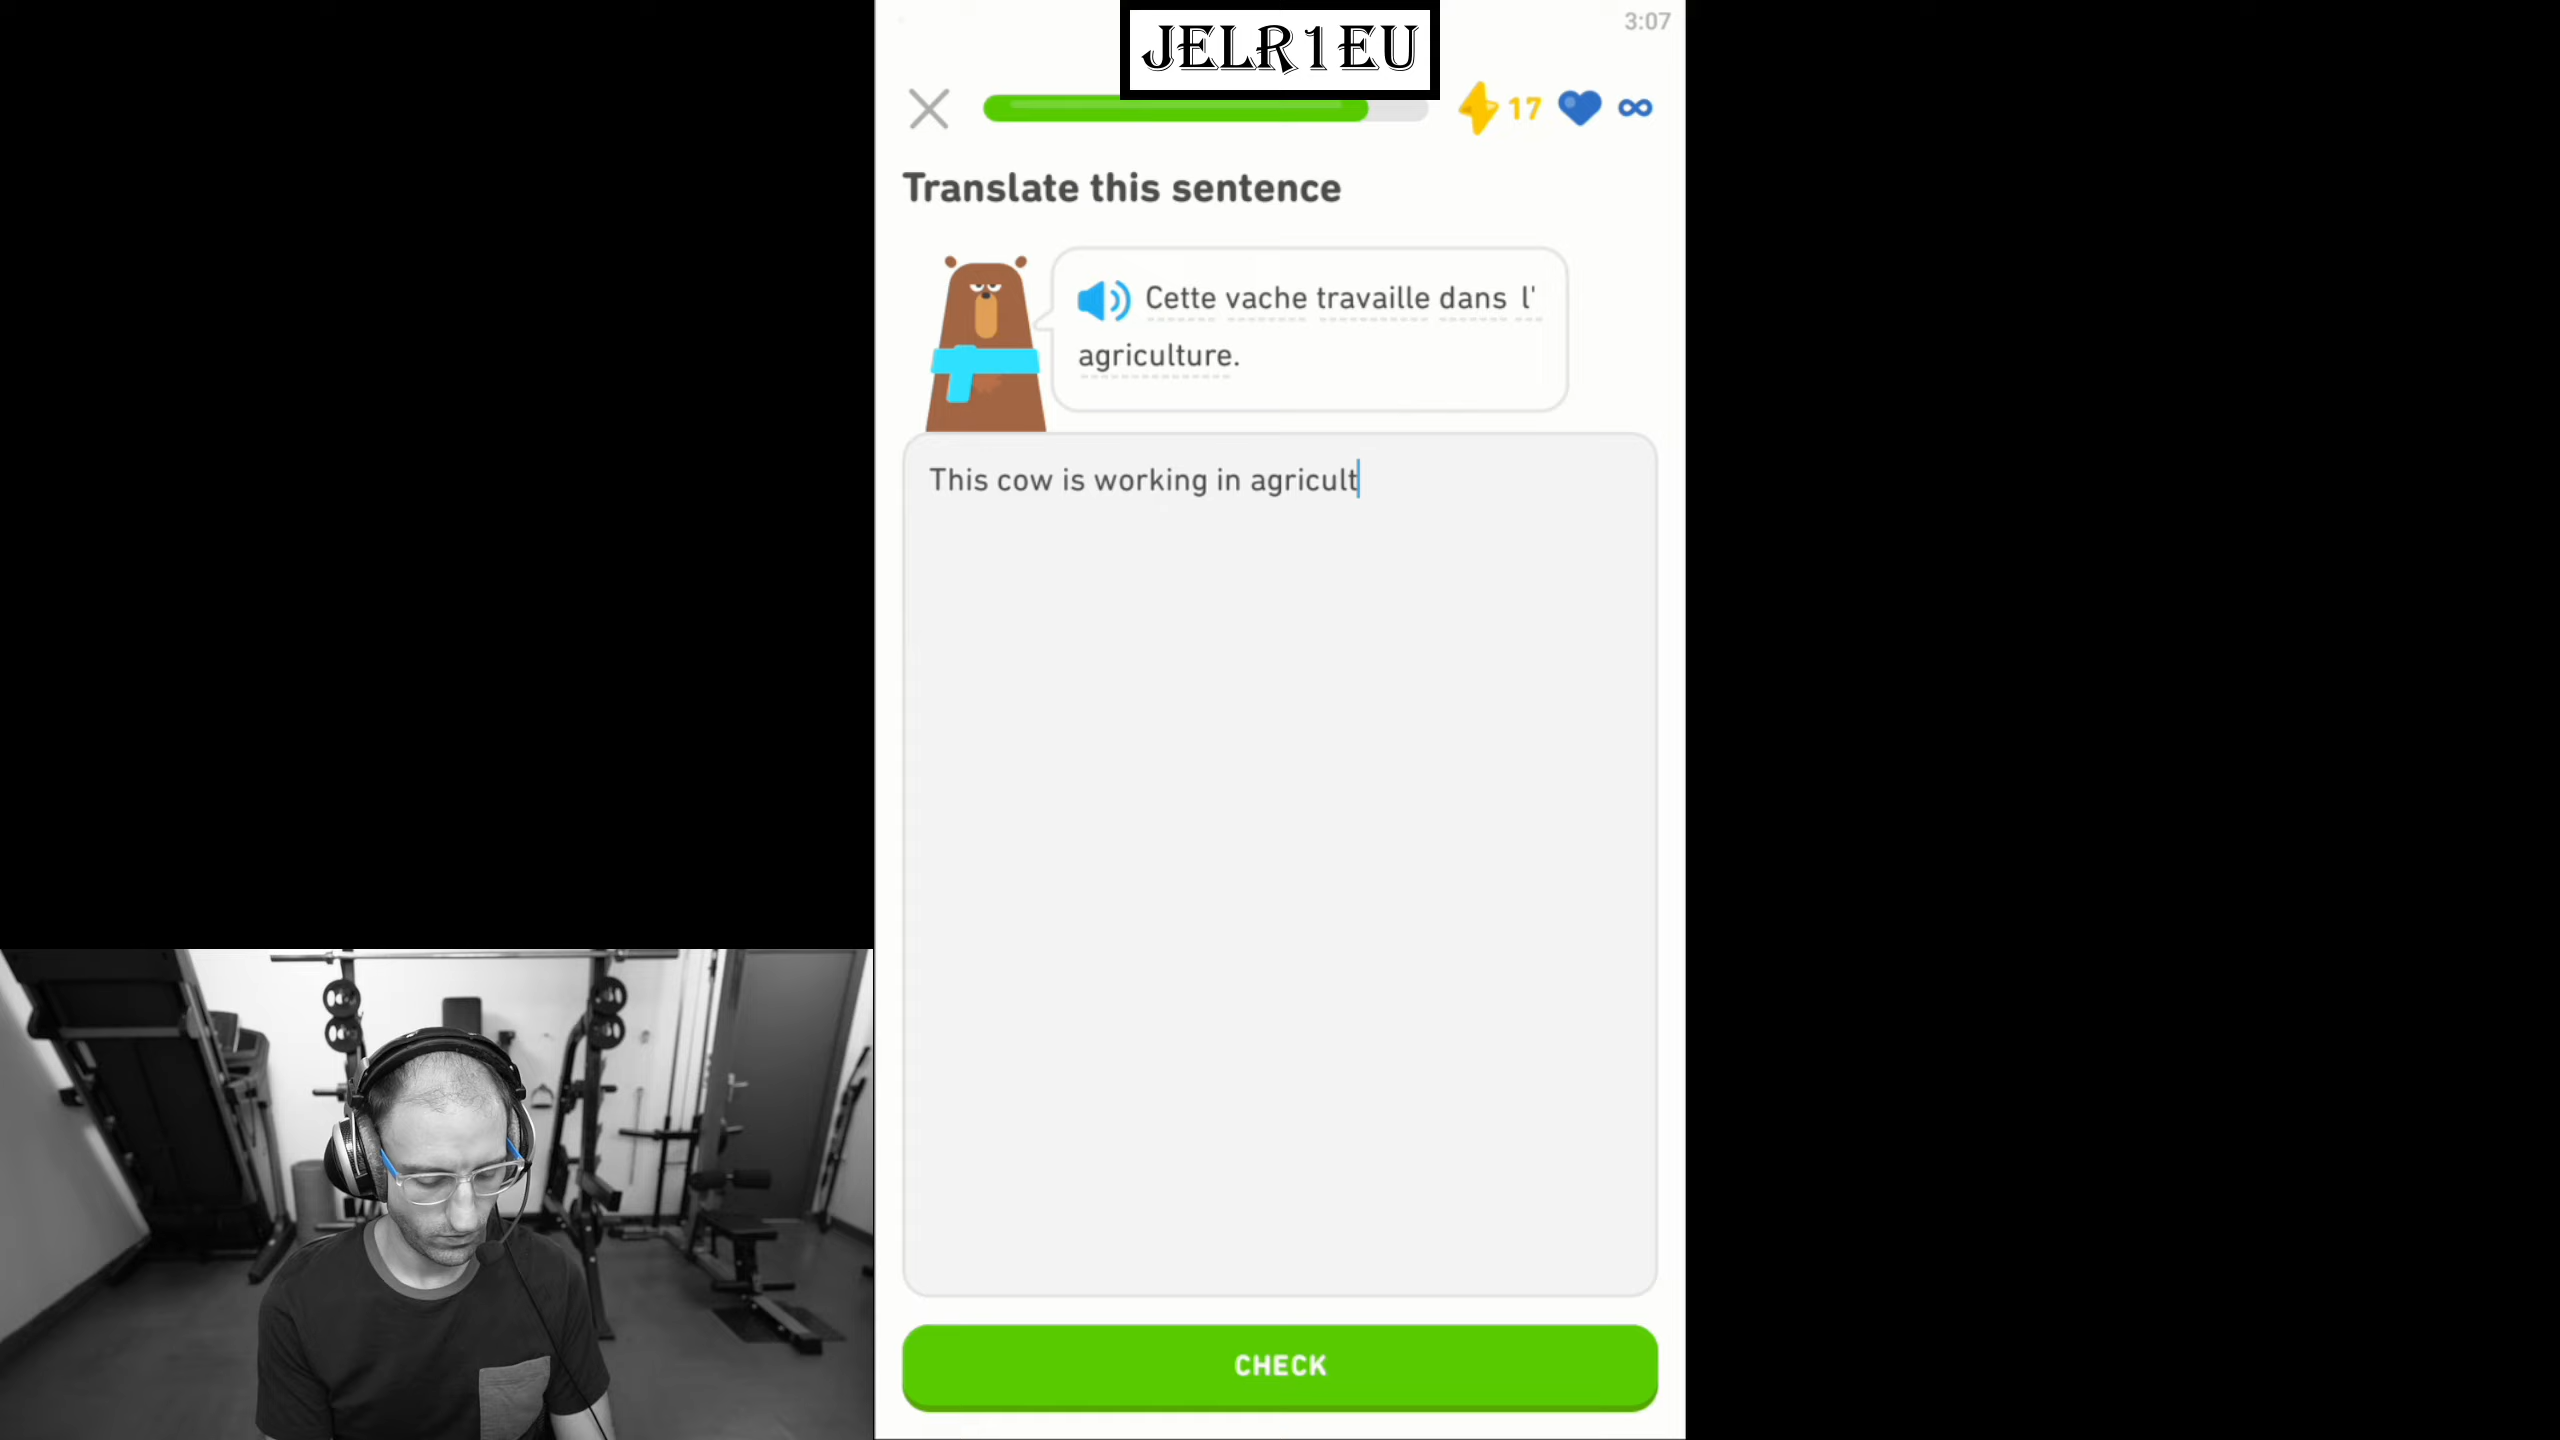 JELR1EU
3:07
17 ∞
Translate this sentence
Cette vache travaille dans l'
agriculture.
This cow is working in agricult
CHECK